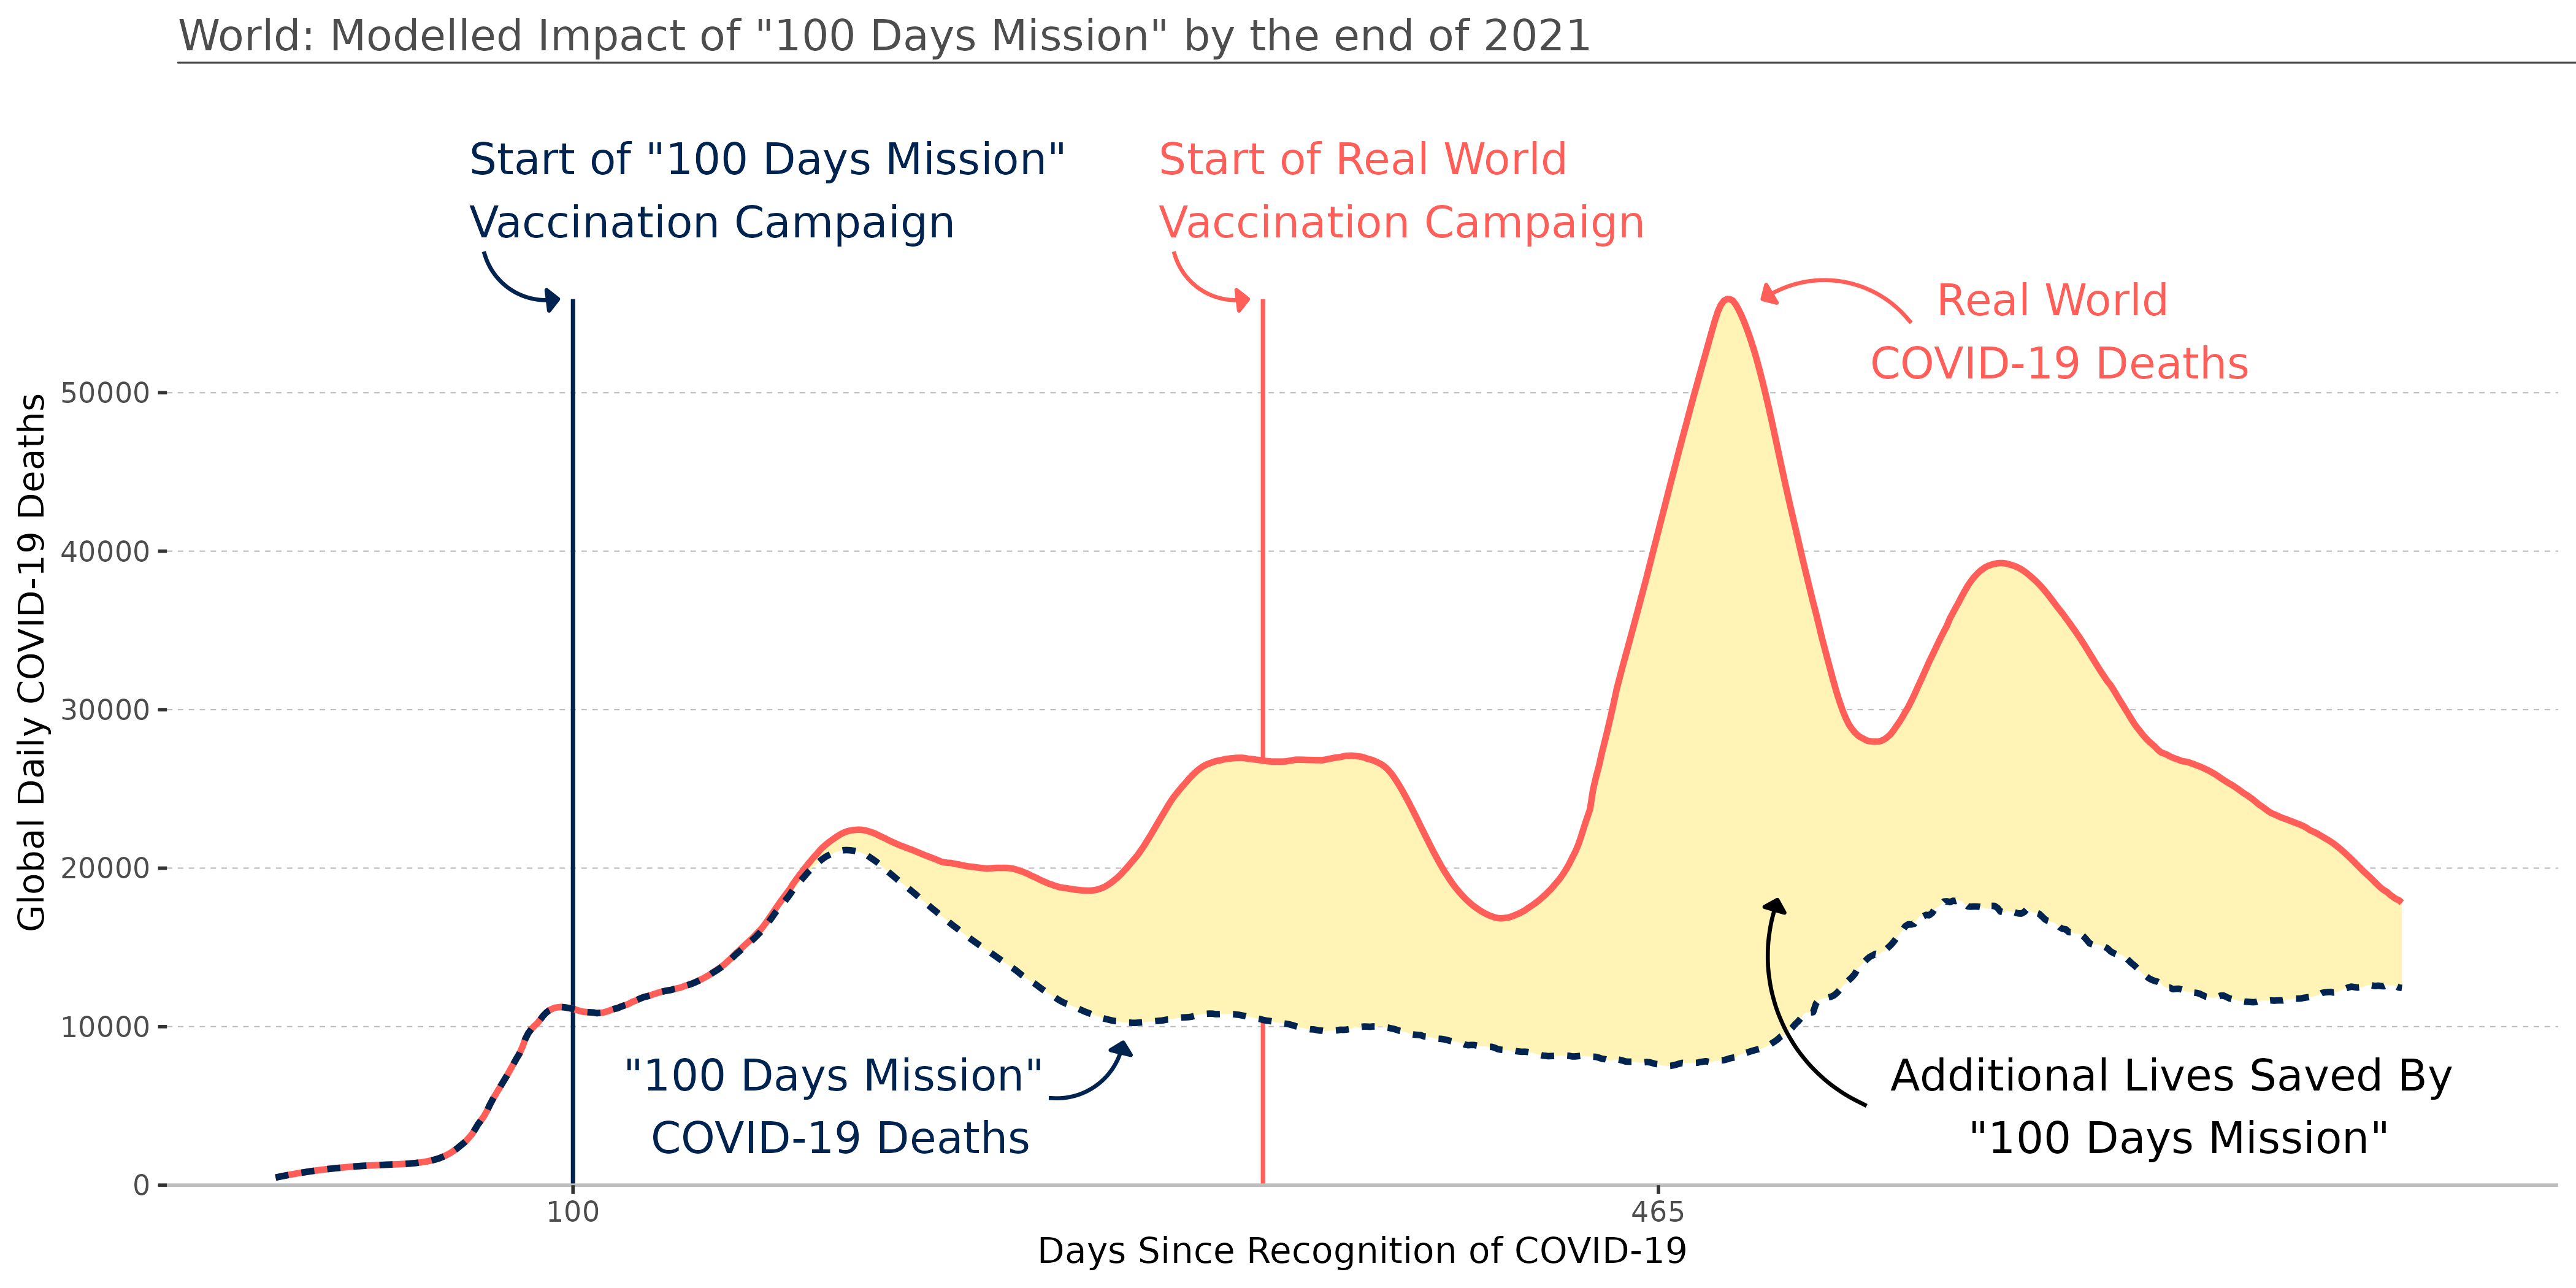 World: Modelled Impact of "100 Days Mission" by the end of 2021
Start of "100 Days Mission"
Vaccination Campaign
Start of Real World
Vaccination Campaign
Real World
COVID-19 Deaths
Global Daily COVID-19 Deaths
50000
40000
30000
20000
10000
0
"100 Days Mission"
COVID-19 Deaths
Additional Lives Saved By
"100 Days Mission"
100
465
Days Since Recognition of COVID-19